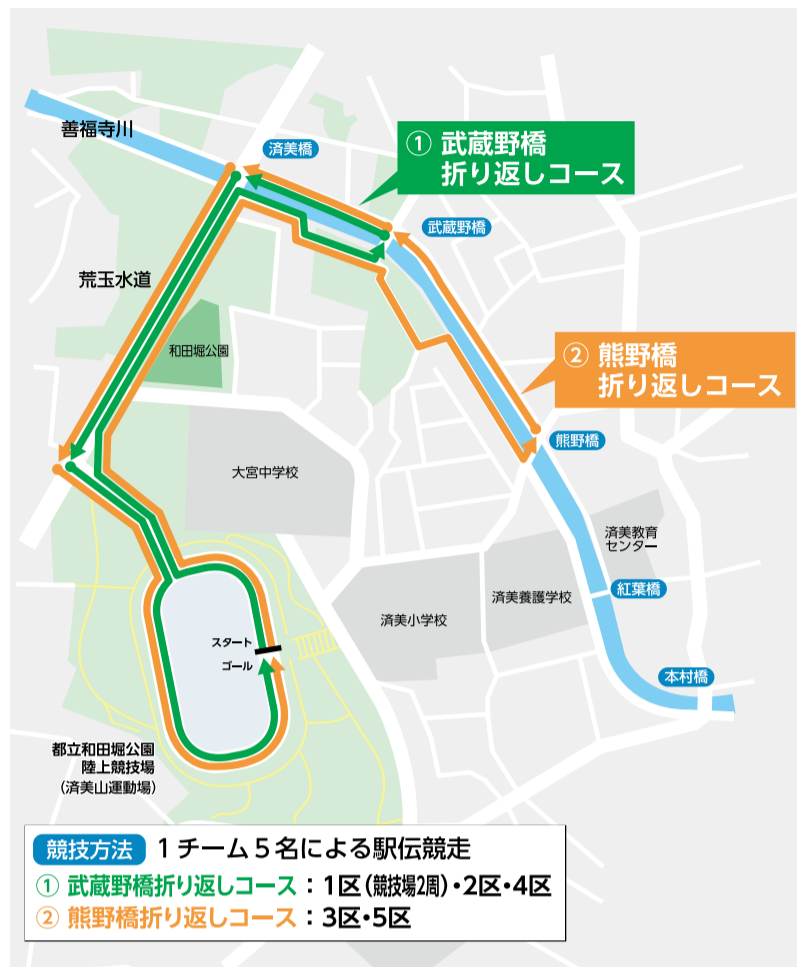 善福寺川
済美橋
① 武蔵野橋
折り返しコース
武蔵野橋
荒玉水道
和田堀公園
② 熊野橋
折り返しコース
熊野橋
大宮中学校
済美教育
センター
紅葉橋
済美養護学校
済美小学校
スタート
ゴール
本村橋
都立和田堀公園
陸上競技場
(済美山運動場)
競技方法 1チーム5名による駅伝競走
① 武蔵野橋折り返しコース:1区(競技場2周)・2区・4区
② 熊野橋折り返しコース:3区・5区